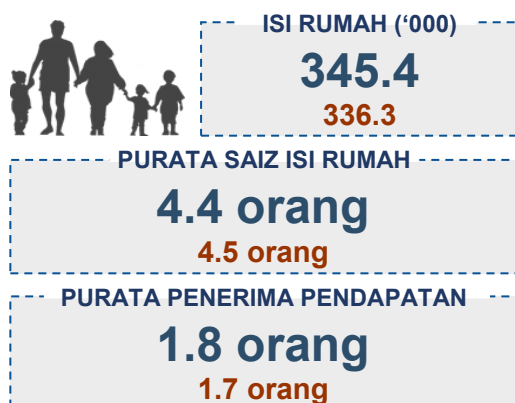 ISI RUMAH (‘000)
345.4
336.3
PURATA SAIZ ISI RUMAH
4.4 orang
4.5 orang
PURATA PENERIMA PENDAPATAN
1.8 orang
1.7 orang